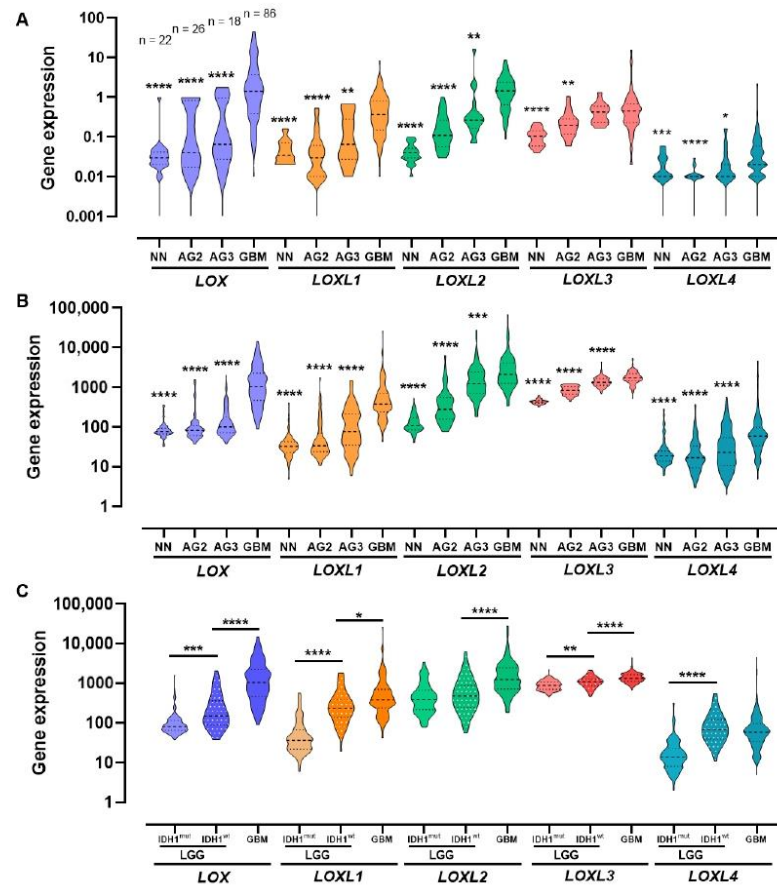 A
n = 22
n = 26
n = 18
n = 86
Gene expression
100
10
1
0.1
0.01
0.001
**** **** **** **** **** ** **** **** ** **** ** *** **** *
NN AG2 AG3 GBM NN AG2 AG3 GBM NN AG2 AG3 GBM NN AG2 AG3 GBM NN AG2 AG3 GBM
LOX LOXL1 LOXL2 LOXL3 LOXL4
B
Gene expression
100,000
10,000
1000
100
10
1
**** **** **** **** **** **** **** **** *** **** **** **** **** **** ****
NN AG2 AG3 GBM NN AG2 AG3 GBM NN AG2 AG3 GBM NN AG2 AG3 GBM NN AG2 AG3 GBM
LOX LOXL1 LOXL2 LOXL3 LOXL4
C
Gene expression
100,000
10,000
1000
100
10
1
*** **** **** * **** ** **** ****
IDH1mut IDH1wt GBM IDH1mut IDH1wt GBM IDH1mut IDH1wt GBM IDH1mut IDH1wt GBM IDH1mut IDH1wt GBM
LGG LGG LGG LGG LGG
LOX LOXL1 LOXL2 LOXL3 LOXL4